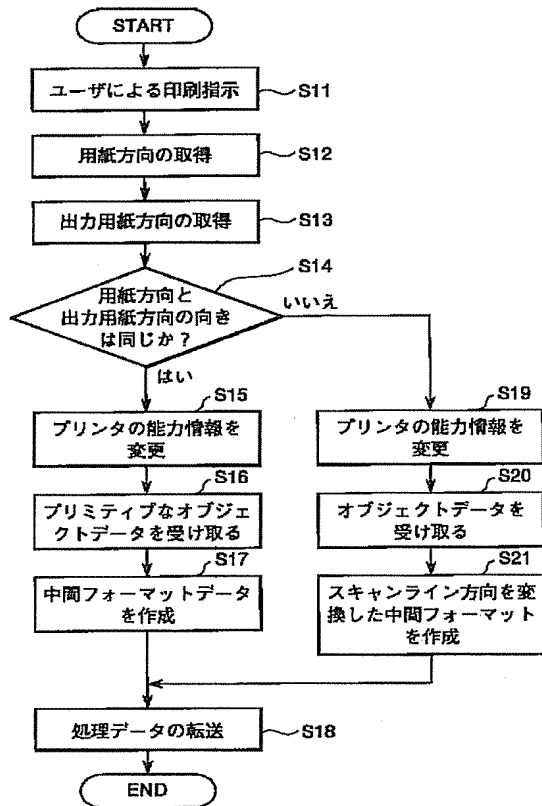 START
ユーザによる印刷指示
S11
用紙方向の取得
S12
出力用紙方向の取得
S13
S14
用紙方向と
出力用紙方向の向き
は同じか？
いいえ
はい
S15
プリンタの能力情報を
変更
S16
プリミティブなオブジェ
クトデータを受け取る
S17
中間フォーマットデータ
を作成
S19
プリンタの能力情報を
変更
S20
オブジェクトデータを
受け取る
S21
スキャンライン方向を変
換した中間フォーマット
を作成
処理データの転送
S18
END